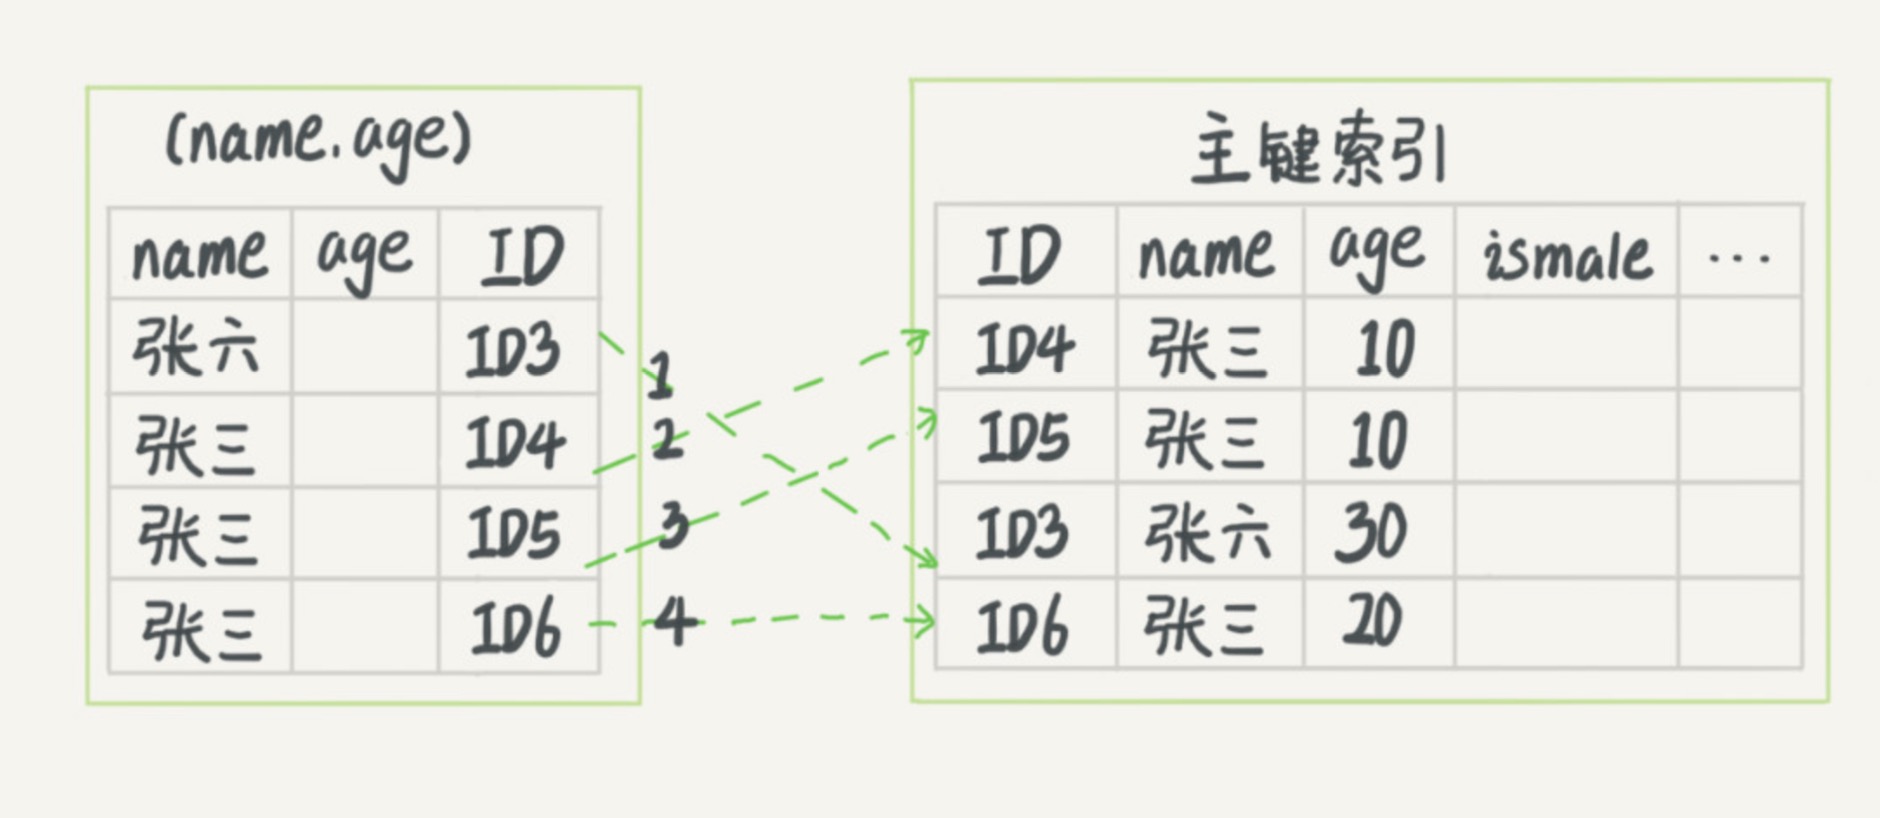 (name.age)
name age ID
张六 ID3
张三 ID4
张三 ID5
张三 ID6
1
2
3
4
主键索引
ID name age ismale ...
ID4 张三 10
ID5 张三 10
ID3 张六 30
ID6 张三 20